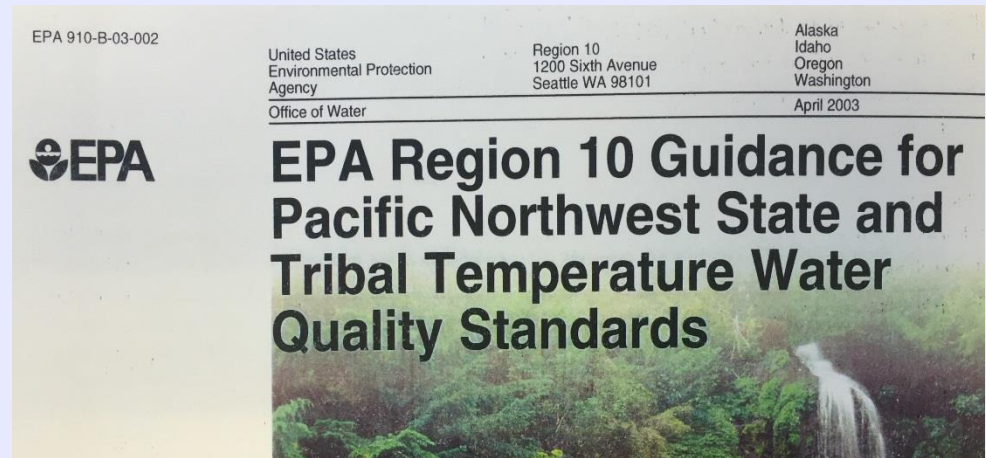 EPA 910-B-03-002
United States
Environmental Protection
Agency
Region 10
1200 Sixth Avenue
Seattle WA 98101
Alaska
Idaho
Oregon
Washington
Office of Water
April 2003
EPA
EPA Region 10 Guidance for
Pacific Northwest State and
Tribal Temperature Water
Quality Standards